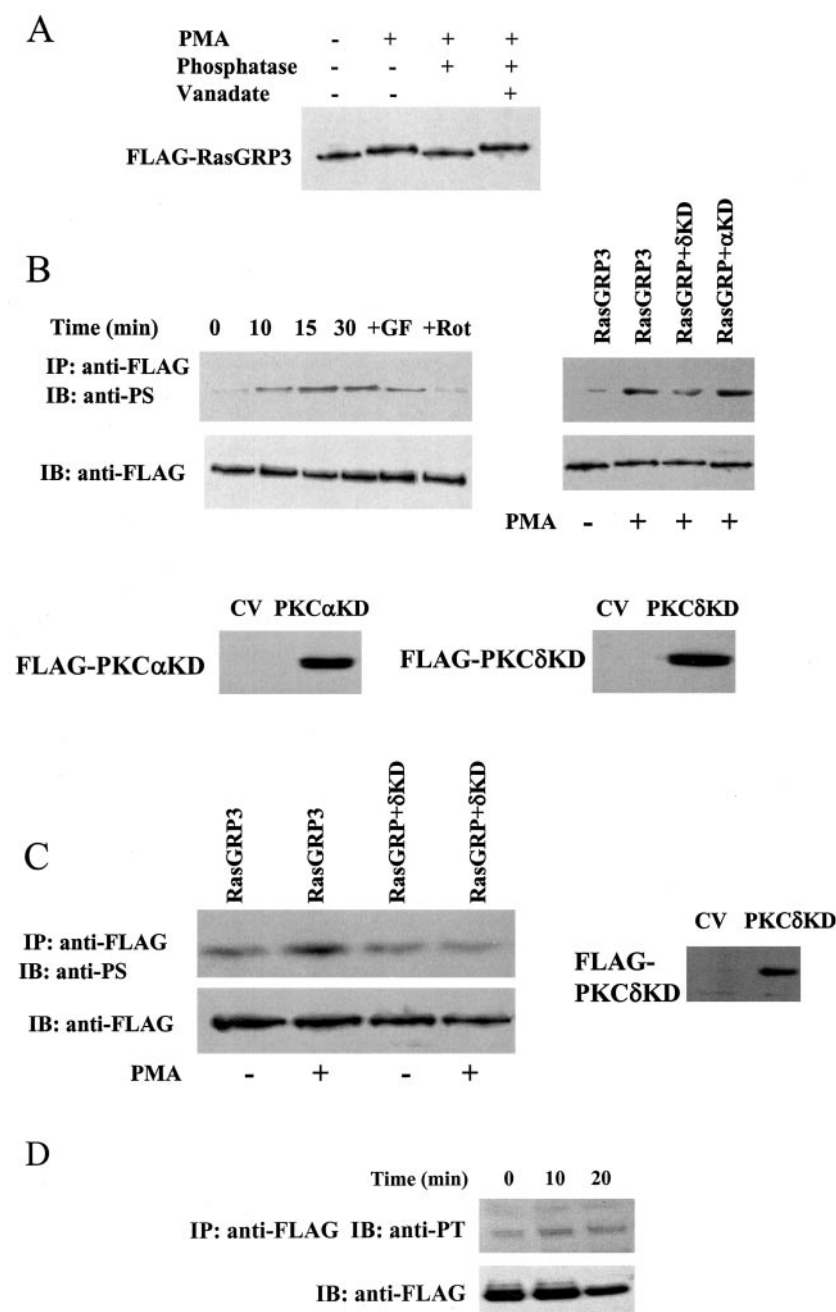 A
PMA - + + +
Phosphatase - - + +
Vanadate - - +
FLAG-RasGRP3
B
Time (min) 0 10 15 30 +GF +Rot
IP: anti-FLAG
IB: anti-PS
IB: anti-FLAG
RasGRP3
RasGRP3
RasGRP+δKD
RasGRP+αKD
PMA - + + +
CV PKCαKD
FLAG-PKCαKD
CV PKCδKD
FLAG-PKCδKD
C
RasGRP3
RasGRP3
RasGRP+δKD
RasGRP+δKD
IP: anti-FLAG
IB: anti-PS
IB: anti-FLAG
PMA - + - +
CV PKCδKD
FLAG-
PKCδKD
D
Time (min) 0 10 20
IP: anti-FLAG IB: anti-PT
IB: anti-FLAG